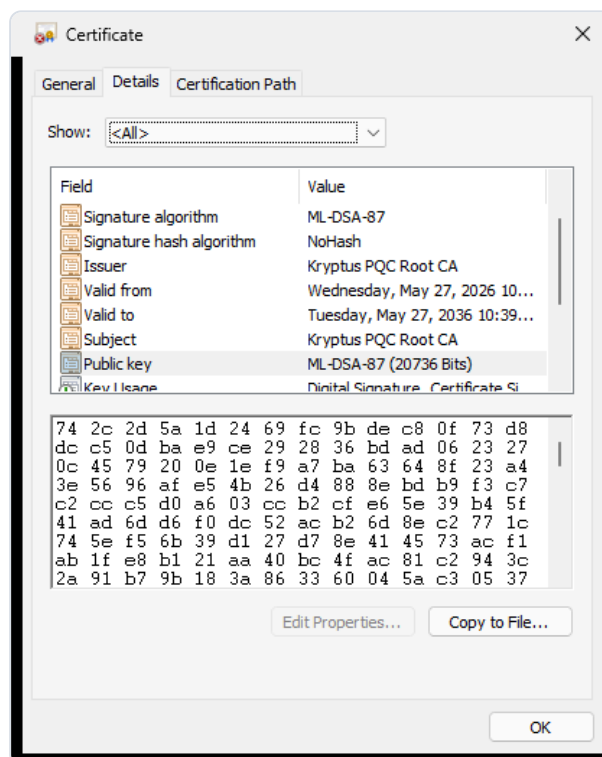 Certificate
General Details Certification Path
Show: <All>
Field Value
Signature algorithm ML-DSA-87
Signature hash algorithm NoHash
Issuer Kryptus PQC Root CA
Valid from Wednesday, May 27, 2026 10...
Valid to Tuesday, May 27, 2036 10:39...
Subject Kryptus PQC Root CA
Public key ML-DSA-87 (20736 Bits)
Key Usage Digital Signature, Certificate Si
74 2c 2d 5a 1d 24 69 fc 9b de c8 0f 73 d8
dc c5 0d ba e9 ce 29 28 36 bd ad 06 23 27
0c 45 79 20 0e 1e f9 a7 ba 63 64 8f 23 a4
3e 56 96 af e5 4b 26 d4 88 8e bd b9 f3 c7
c2 cc c5 d0 a6 03 cc b2 cf e6 5e 39 b4 5f
41 ad 6d d6 f0 dc 52 ac b2 6d 8e c2 77 1c
74 5e f5 6b 39 d1 27 d7 8e 41 45 73 ac f1
ab 1f e8 b1 21 aa 40 bc 4f ac 81 c2 94 3c
2a 91 b7 9b 18 3a 86 33 60 04 5a c3 05 37
Edit Properties... Copy to File...
OK